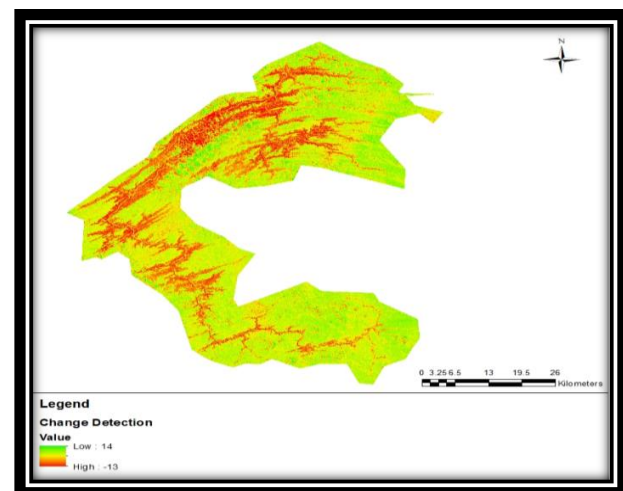 N
0 3.25 6.5 13 19.5 26
Kilometers
Legend
Change Detection
Value
Low : 14
High : -13